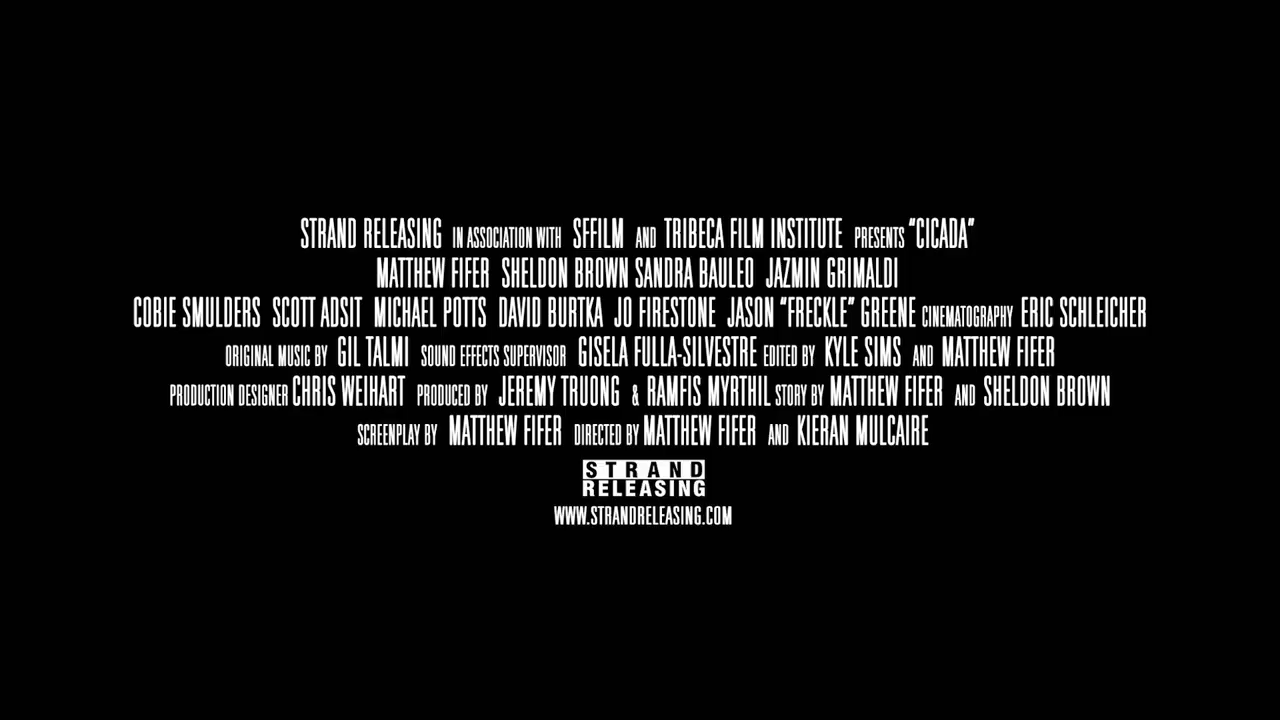 STRAND RELEASING IN ASSOCIATION WITH SFFILM AND TRIBECA FILM INSTITUTE PRESENTS "CICADA"
MATTHEW FIFER SHELDON BROWN SANDRA BAULEO JAZMIN GRIMALDI
COBIE SMULDERS SCOTT ADSIT MICHAEL POTTS DAVID BURTKA JO FIRESTONE JASON "FRECKLE" GREENE CINEMATOGRAPHY ERIC SCHLEICHER
ORIGINAL MUSIC BY GIL TALMI SOUND EFFECTS SUPERVISOR GISELA FULLA-SILVESTRE EDITED BY KYLE SIMS AND MATTHEW FIFER
PRODUCTION DESIGNER CHRIS WEIHART PRODUCED BY JEREMY TRUONG & RAMFIS MYRTHIL STORY BY MATTHEW FIFER AND SHELDON BROWN
SCREENPLAY BY MATTHEW FIFER DIRECTED BY MATTHEW FIFER AND KIERAN MULCAIRE
STRAND
RELEASING
WWW.STRANDRELEASING.COM